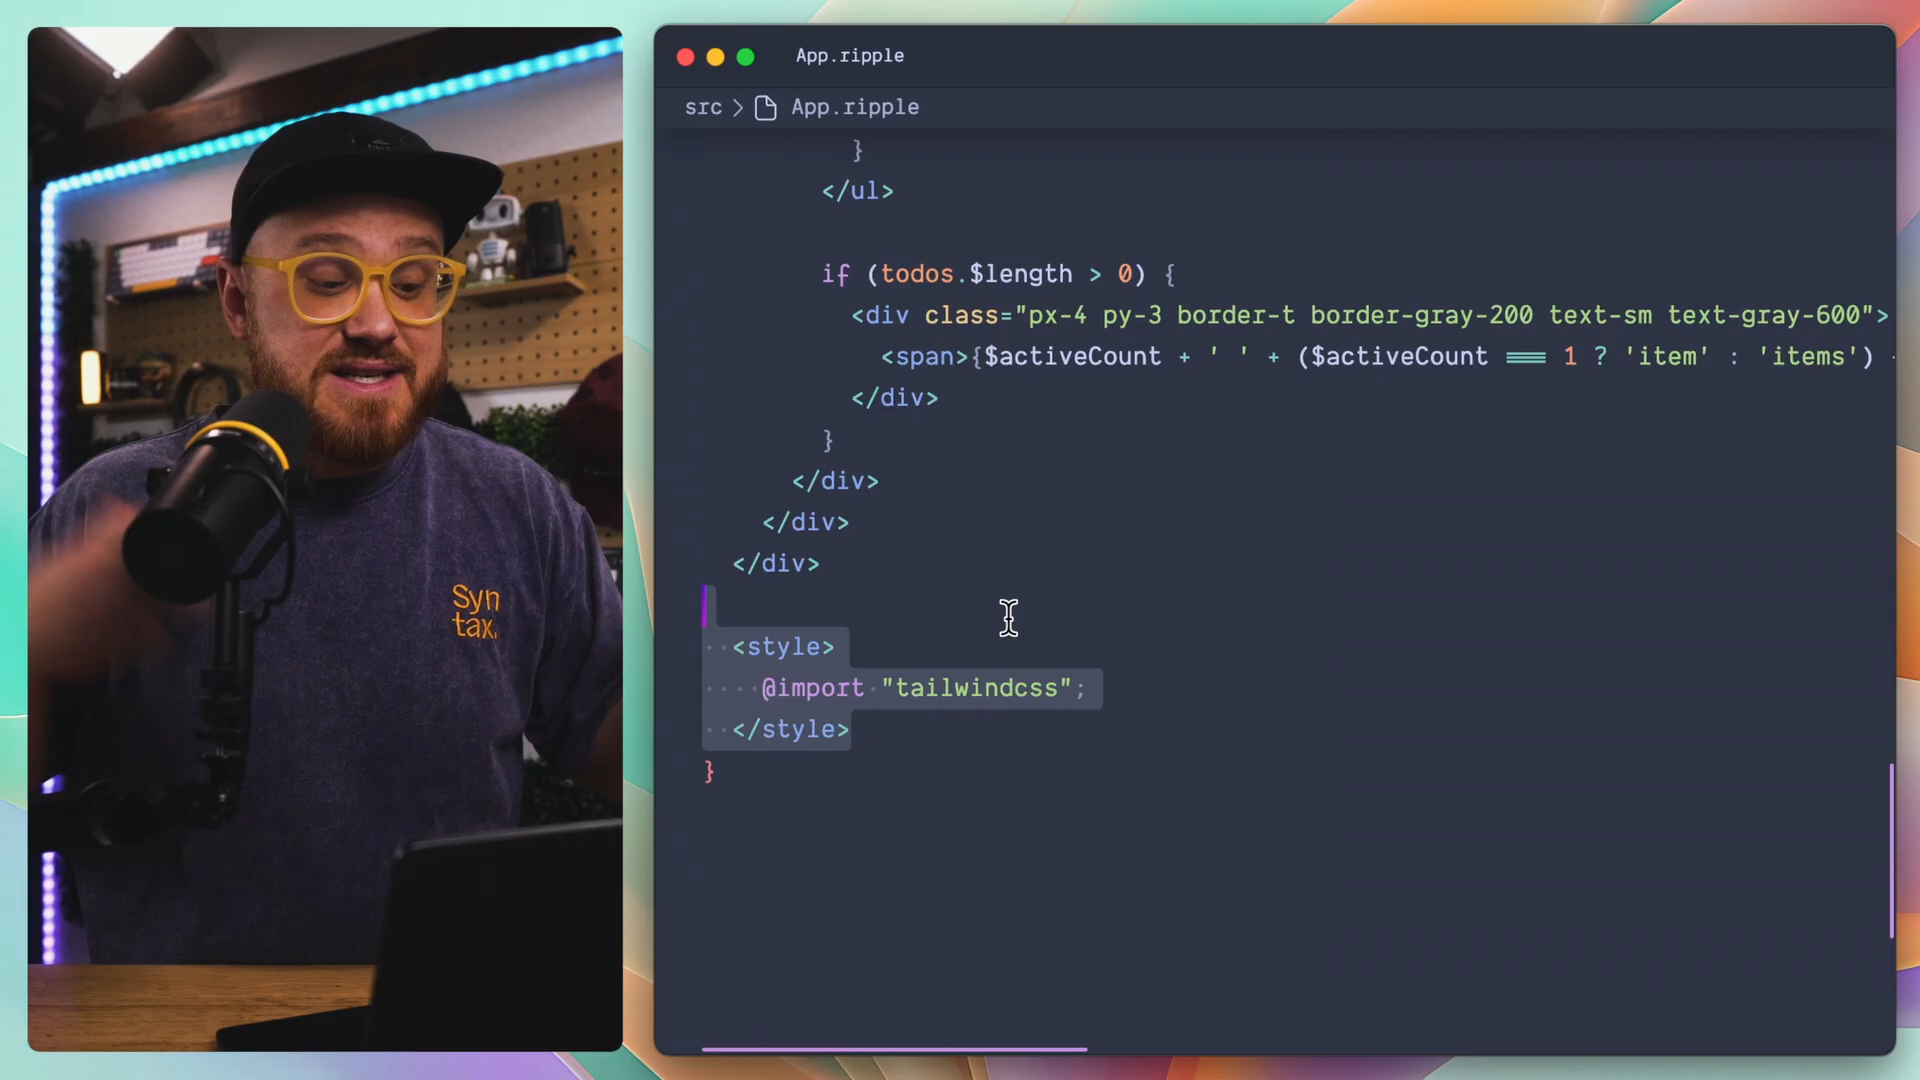 App.ripple
src > App.ripple
}
</ul>
if (todos.$length > 0) {
<div class="px-4 py-3 border-t border-gray-200 text-sm text-gray-600">
<span>{$activeCount + ' ' + ($activeCount === 1 ? 'item' : 'items')
</div>
}
</div>
</div>
</div>
<style>
@import "tailwindcss";
</style>
}
Syn
tax.